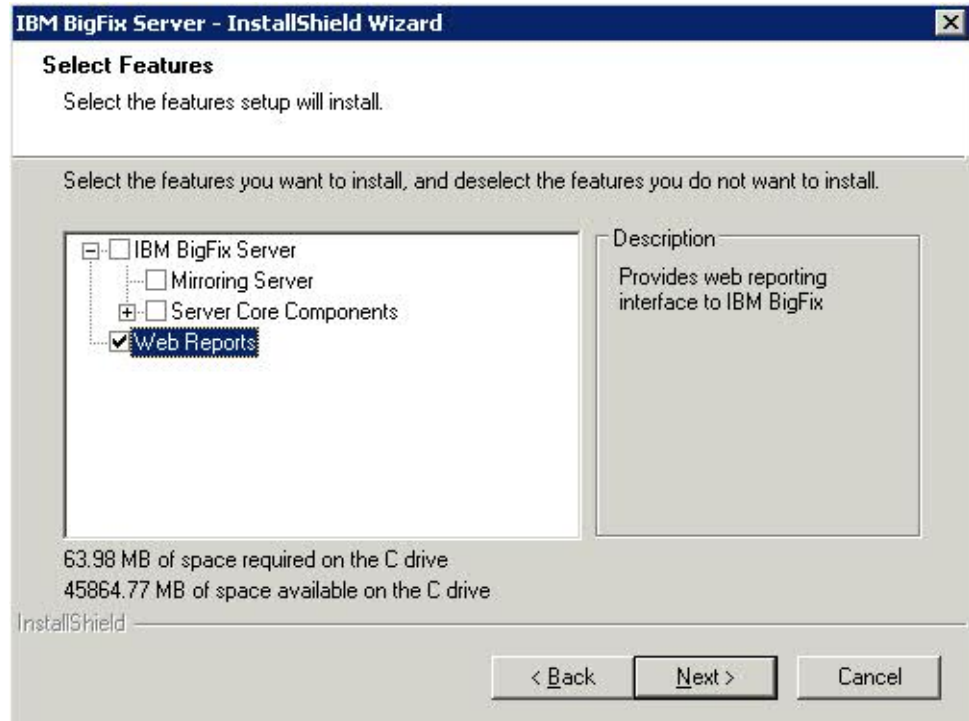 IBM BigFix Server - InstallShield Wizard
Select Features
Select the features setup will install.
Select the features you want to install, and deselect the features you do not want to install.
IBM BigFix Server
Mirroring Server
Server Core Components
Web Reports
Description
Provides web reporting
interface to IBM BigFix
63.98 MB of space required on the C drive
45864.77 MB of space available on the C drive
InstallShield
< Back
Next >
Cancel